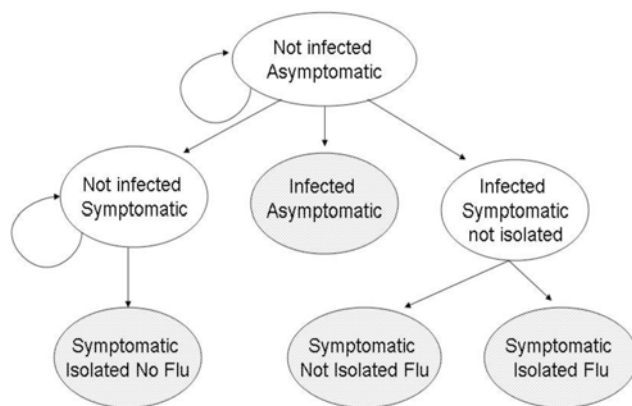 Not infected
Asymptomatic
Not infected
Symptomatic
Infected
Asymptomatic
Infected
Symptomatic
not isolated
Symptomatic
Isolated No Flu
Symptomatic
Not Isolated Flu
Symptomatic
Isolated Flu